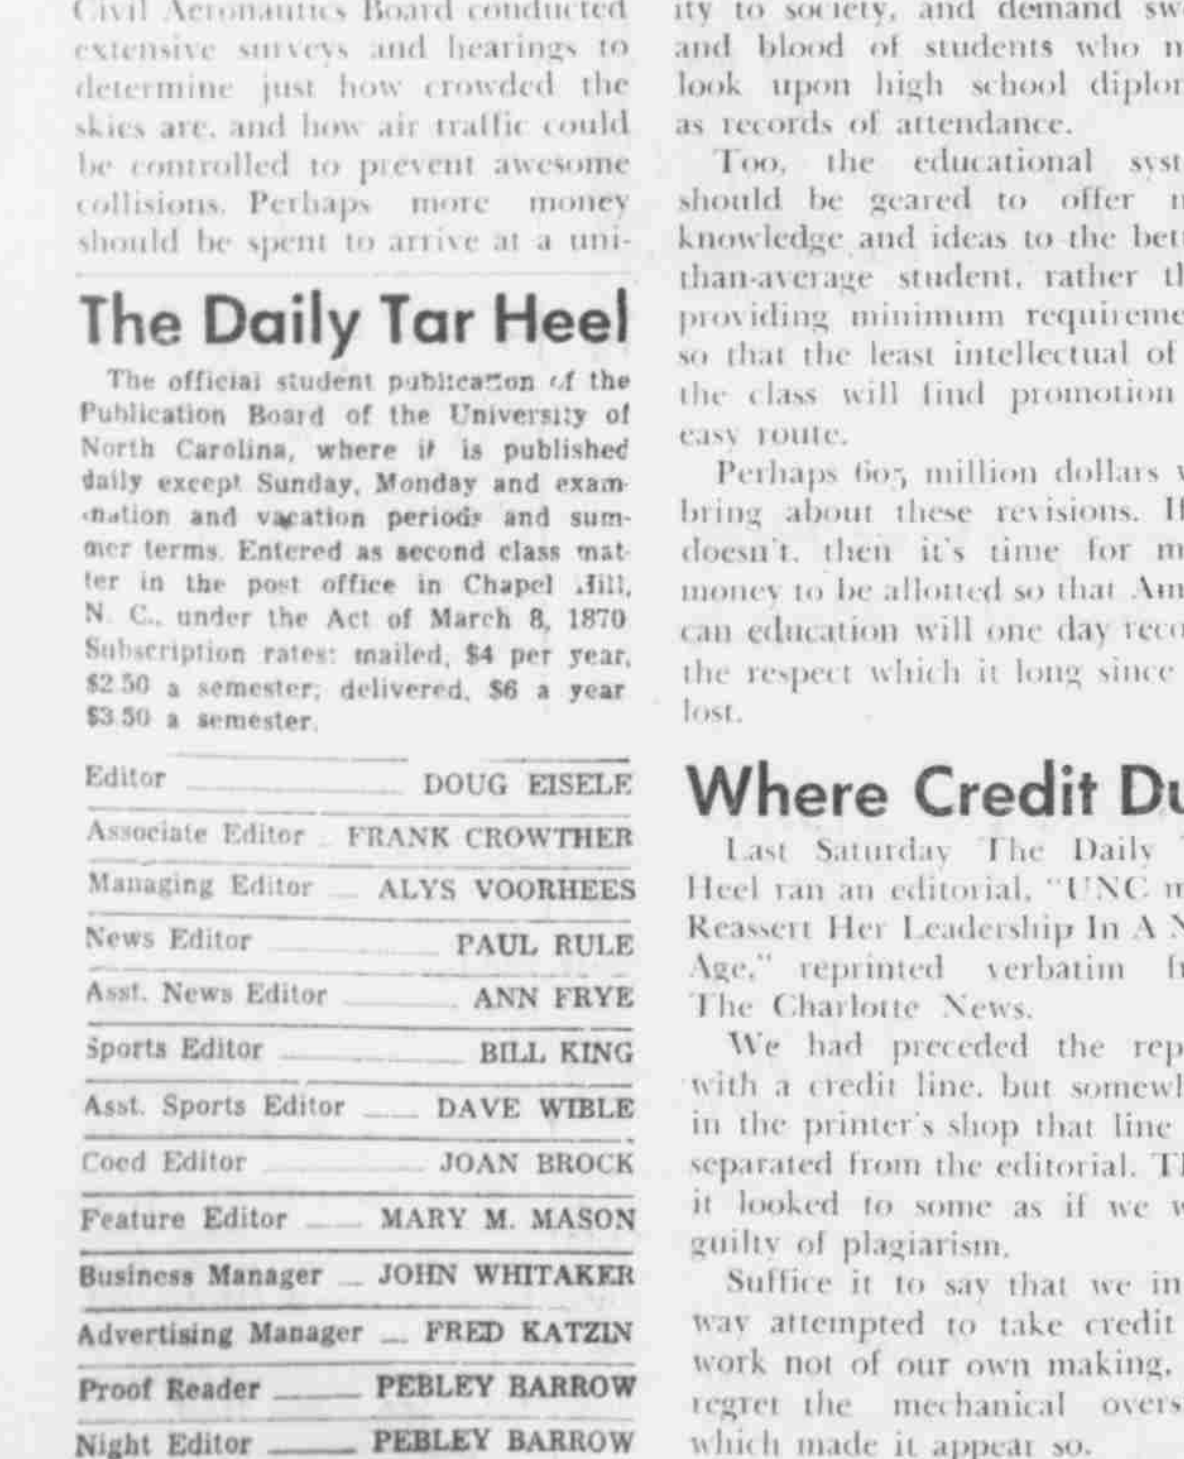 Civil Aeronautics Board conducted
extensive surveys and hearings to
determine just how crowded the
skies are, and how air traffic could
be controlled to prevent awesome
collisions. Perhaps more money
should be spent to arrive at a uni-
The Daily Tar Heel
The official student publication of the
Publication Board of the University of
North Carolina, where it is published
daily except Sunday, Monday and exam-
ination and vacation periods and sum-
mer terms. Entered as second class mat-
ter in the post office in Chapel Hill,
N. C., under the Act of March 8, 1870
Subscription rates: mailed, $4 per year,
$2.50 a semester; delivered, $6 a year
$3.50 a semester.
Editor DOUG EISELE
Associate Editor FRANK CROWTHER
Managing Editor ALYS VOORHEES
News Editor PAUL RULE
Asst. News Editor ANN FRYE
Sports Editor BILL KING
Asst. Sports Editor DAVE WIBLE
Coed Editor JOAN BROCK
Feature Editor MARY M. MASON
Business Manager JOHN WHITAKER
Advertising Manager FRED KATZIN
Proof Reader PEBLEY BARROW
Night Editor PEBLEY BARROW
ity to society, and demand swe
and blood of students who n
look upon high school diplo
as records of attendance.
Too, the educational syst
should be geared to offer
knowledge and ideas to the bett
than-average student, rather th
providing minimum requireme
so that the least intellectual of
the class will find promotion
easy route.
Perhaps 605 million dollars w
bring about these revisions. If
doesn't, then it's time for m
money to be allotted so that Am
can education will one day reco
the respect which it long since
lost.
Where Credit Du
Last Saturday The Daily T
Heel ran an editorial, "UNC m
Reassert Her Leadership In A N
Age," reprinted verbatim fr
The Charlotte News.
We had preceded the rep
with a credit line, but somewh
in the printer's shop that line
separated from the editorial. Th
it looked to some as if we w
guilty of plagiarism.
Suffice it to say that we in
way attempted to take credit
work not of our own making,
regret the mechanical overs
which made it appear so.